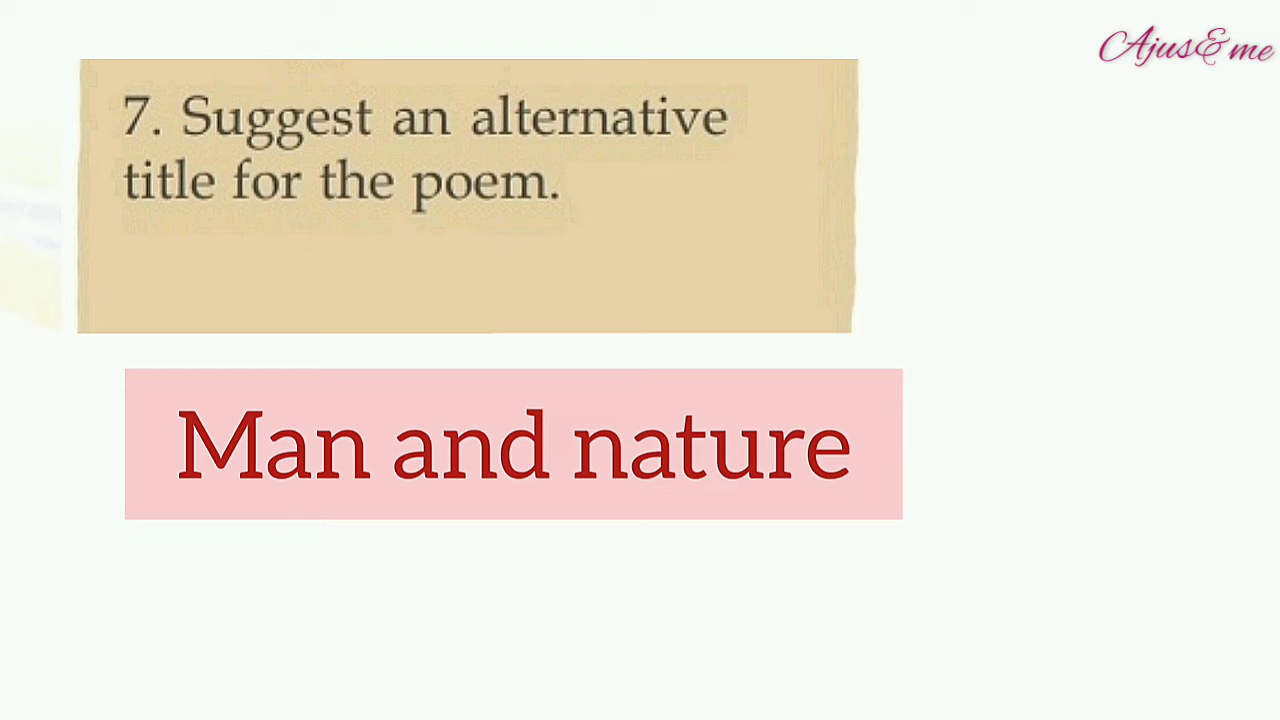 Ajus& me
7. Suggest an alternative
title for the poem.
Man and nature